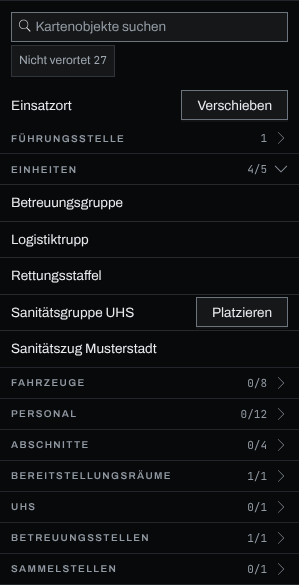 Kartenobjekte suchen
Nicht verortet 27
Einsatzort Verschieben
FÜHRUNGSSTELLE 1
EINHEITEN 4/5
Betreuungsgruppe
Logistiktrupp
Rettungsstaffel
Sanitätsgruppe UHS Platzieren
Sanitätszug Musterstadt
FAHRZEUGE 0/8
PERSONAL 0/12
ABSCHNITTE 0/4
BEREITSTELLUNGSRÄUME 1/1
UHS 0/1
BETREUUNGSSTELLEN 1/1
SAMMELSTELLEN 0/1